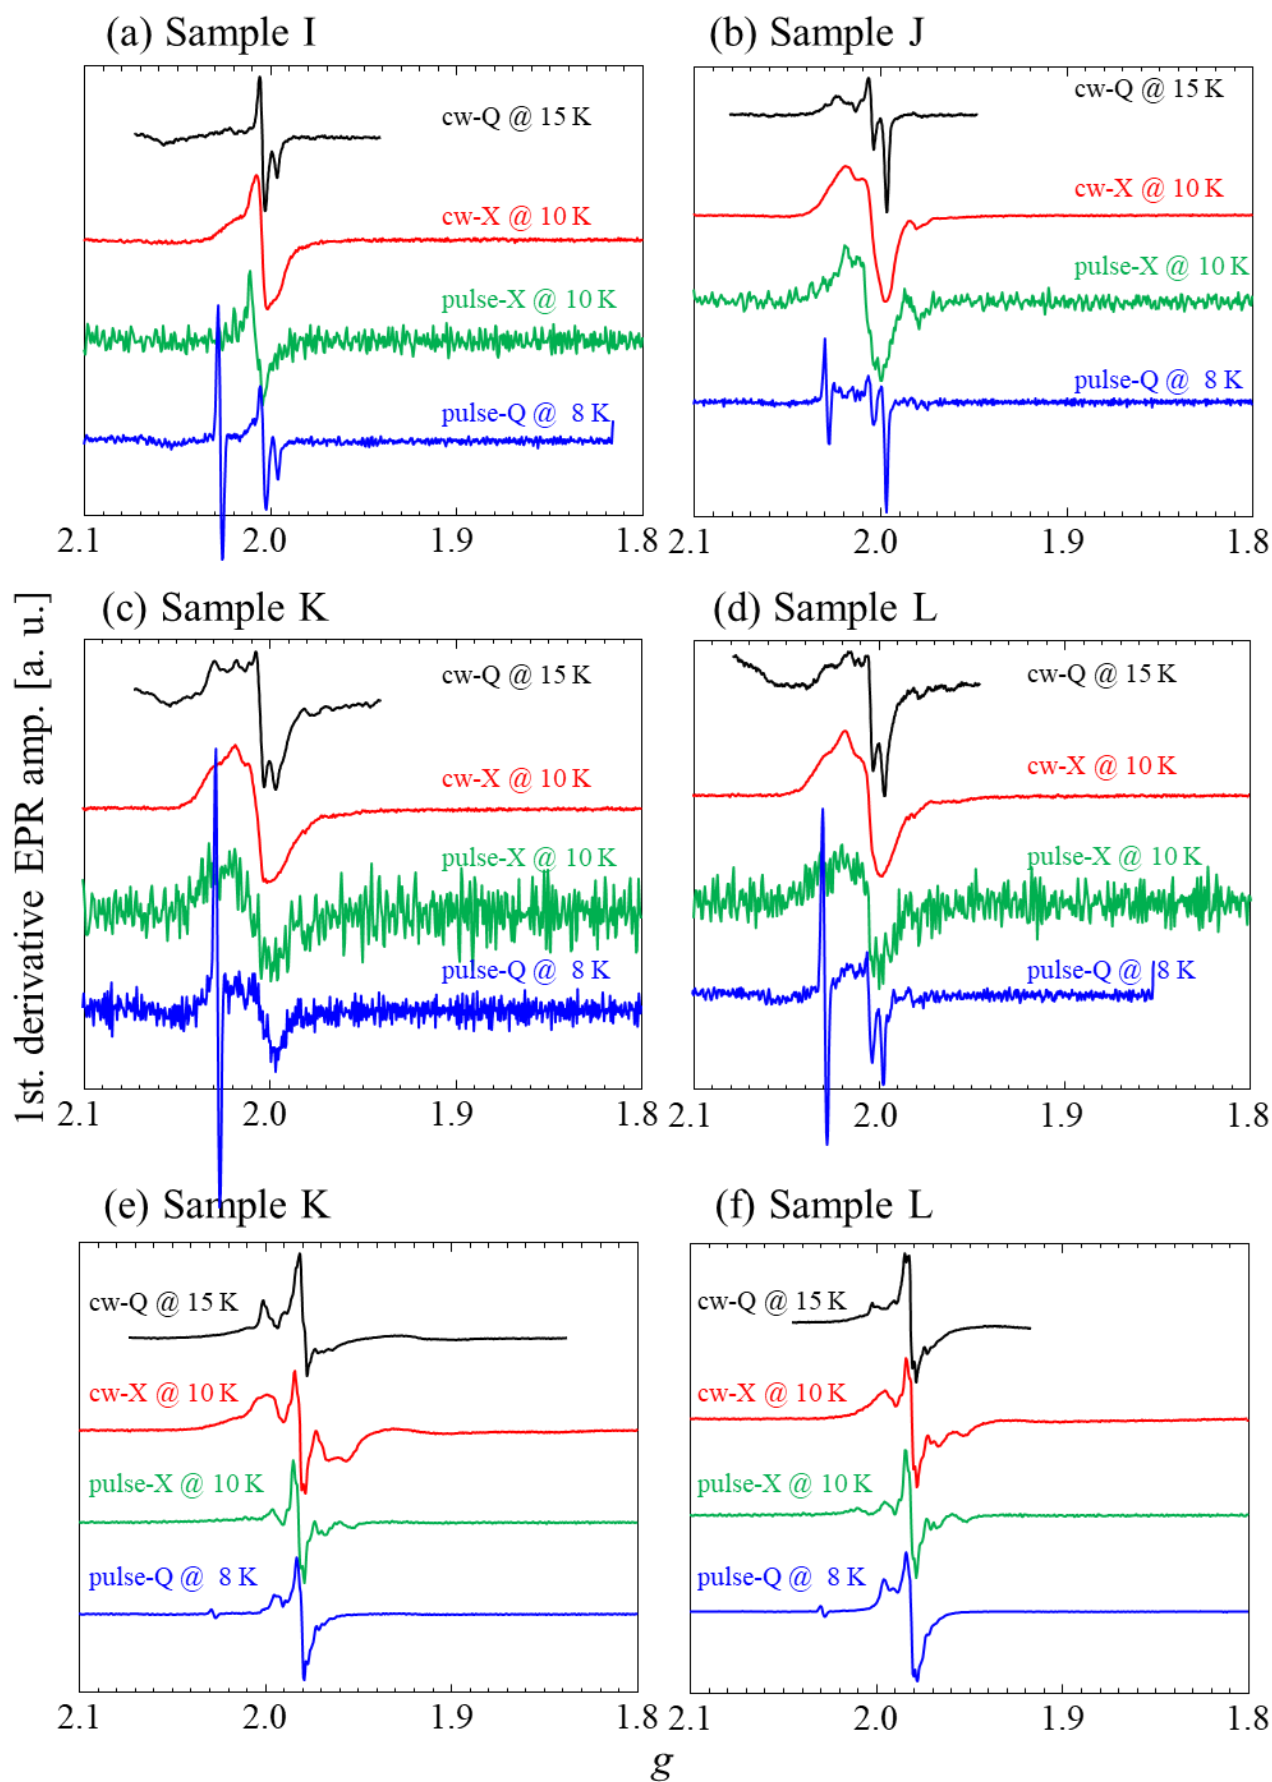 (a) Sample I
(b) Sample J
cw-Q @ 15 K
cw-X @ 10 K
pulse-X @ 10 K
pulse-Q @  8 K
2.1 2.0 1.9 1.8
cw-Q @ 15 K
cw-X @ 10 K
pulse-X @ 10 K
pulse-Q @  8 K
2.1 2.0 1.9 1.8
1st. derivative EPR amp. [a. u.]
(c) Sample K
(d) Sample L
cw-Q @ 15 K
cw-X @ 10 K
pulse-X @ 10 K
pulse-Q @  8 K
2.1 2.0 1.9 1.8
cw-Q @ 15 K
cw-X @ 10 K
pulse-X @ 10 K
pulse-Q @  8 K
2.1 2.0 1.9 1.8
(e) Sample K
(f) Sample L
cw-Q @ 15 K
cw-X @ 10 K
pulse-X @ 10 K
pulse-Q @  8 K
2.1 2.0 1.9 1.8
cw-Q @ 15 K
cw-X @ 10 K
pulse-X @ 10 K
pulse-Q @  8 K
2.1 2.0 1.9 1.8
g